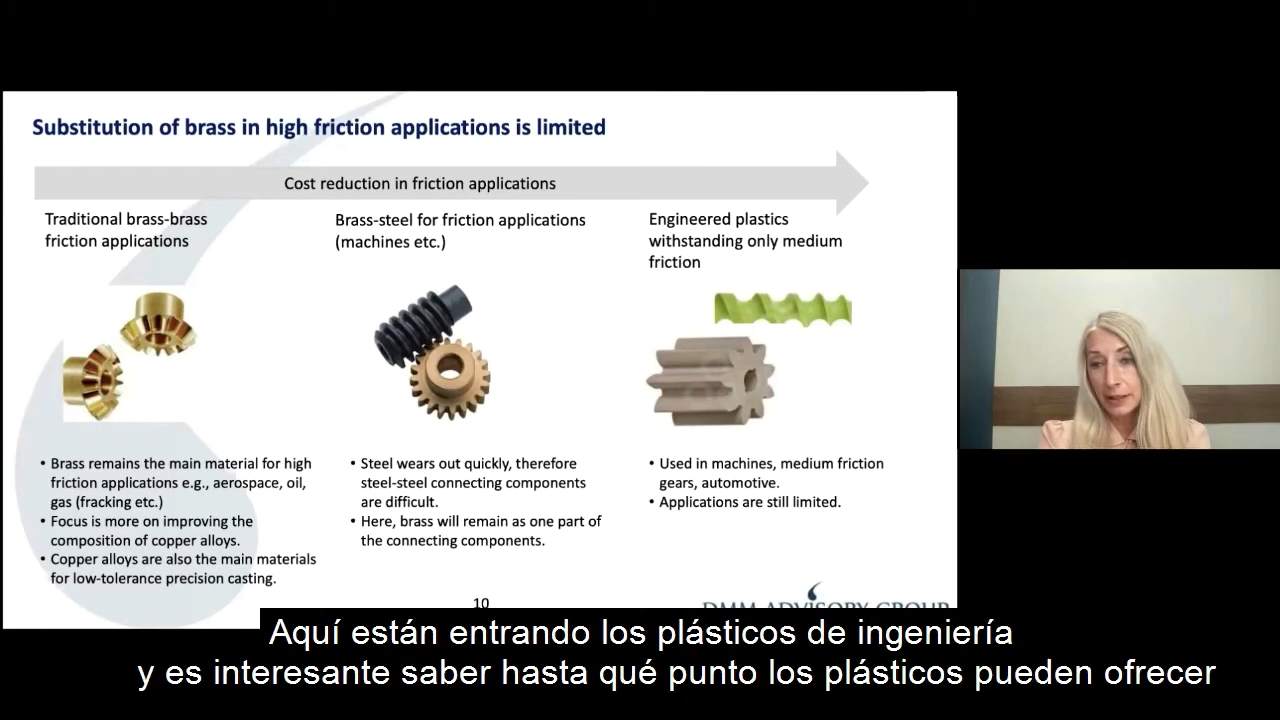 Substitution of brass in high friction applications is limited
Cost reduction in friction applications
Traditional brass-brass
friction applications
Brass-steel for friction applications
(machines etc.)
Engineered plastics
withstanding only medium
friction
• Brass remains the main material for high
friction applications e.g., aerospace, oil,
gas (fracking etc.)
• Focus is more on improving the
composition of copper alloys.
• Copper alloys are also the main materials
for low-tolerance precision casting.
• Steel wears out quickly, therefore
steel-steel connecting components
are difficult.
• Here, brass will remain as one part of
the connecting components.
• Used in machines, medium friction
gears, automotive.
• Applications are still limited.
10
DMM ADVISORY GROUP
Aquí están entrando los plásticos de ingeniería
y es interesante saber hasta qué punto los plásticos pueden ofrecer